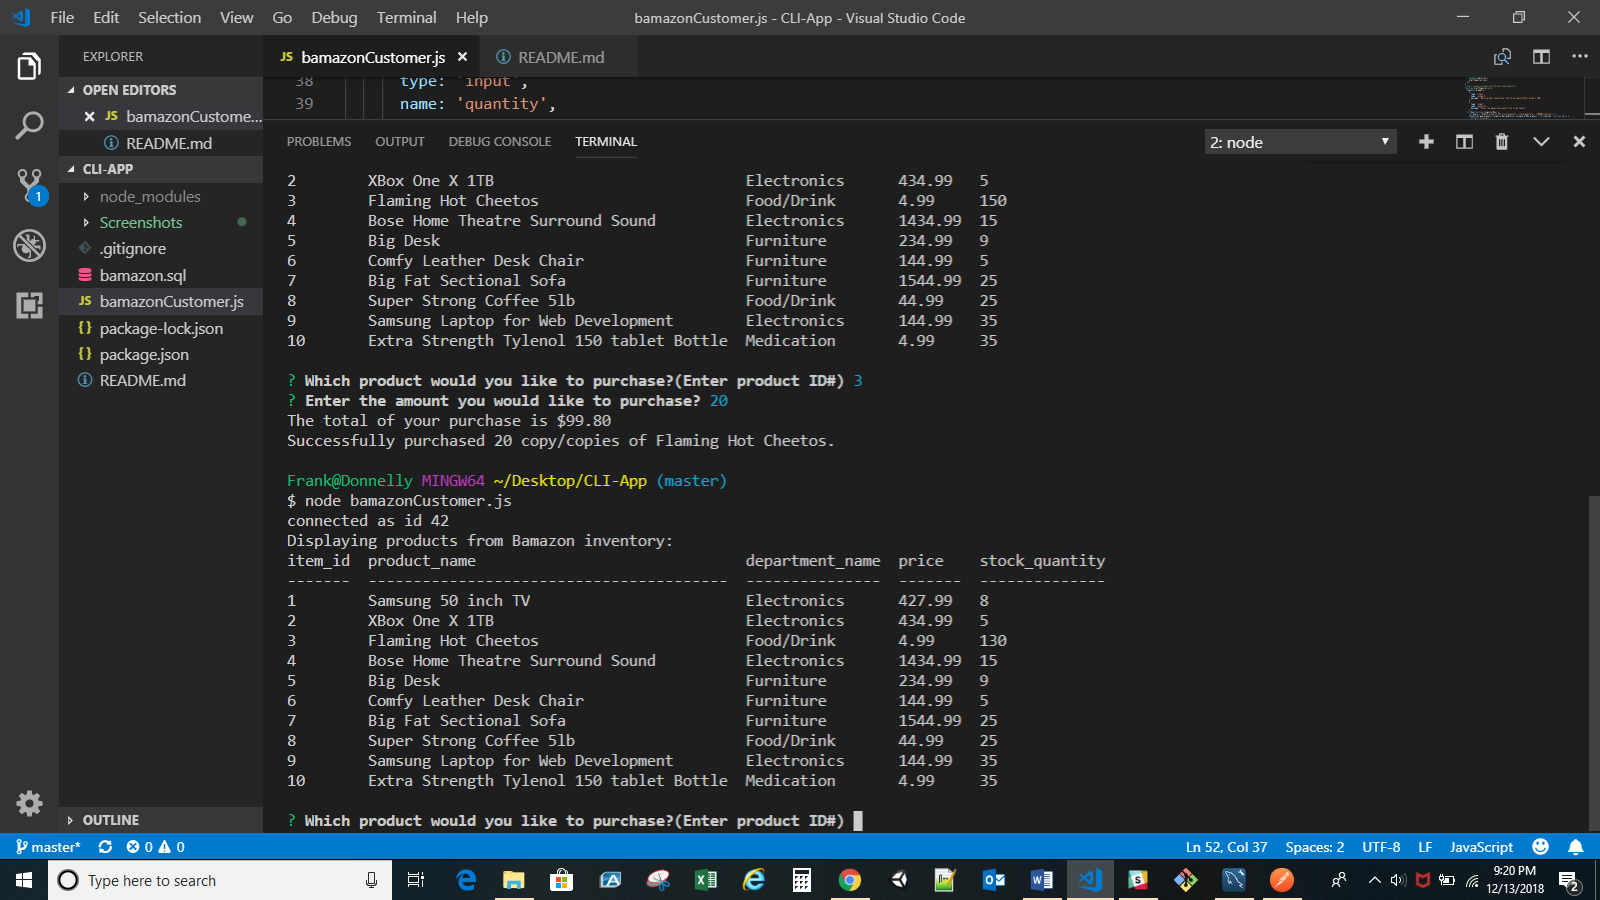 File Edit Selection View Go Debug Terminal Help bamazonCustomer.js - CLI-App - Visual Studio Code
EXPLORER
OPEN EDITORS
JS bamazonCustome...
README.md
CLI-APP
node_modules
Screenshots
.gitignore
bamazon.sql
JS bamazonCustomer.js
{} package-lock.json
{} package.json
README.md
OUTLINE
1
JS bamazonCustomer.js README.md
38 type: 'input',
39 name: 'quantity',
PROBLEMS OUTPUT DEBUG CONSOLE TERMINAL 2: node
2 XBox One X 1TB Electronics 434.99 5
3 Flaming Hot Cheetos Food/Drink 4.99 150
4 Bose Home Theatre Surround Sound Electronics 1434.99 15
5 Big Desk Furniture 234.99 9
6 Comfy Leather Desk Chair Furniture 144.99 5
7 Big Fat Sectional Sofa Furniture 1544.99 25
8 Super Strong Coffee 5lb Food/Drink 44.99 25
9 Samsung Laptop for Web Development Electronics 144.99 35
10 Extra Strength Tylenol 150 tablet Bottle Medication 4.99 35
? Which product would you like to purchase?(Enter product ID#) 3
? Enter the amount you would like to purchase? 20
The total of your purchase is $99.80
Successfully purchased 20 copy/copies of Flaming Hot Cheetos.
Frank@Donnelly MINGW64 ~/Desktop/CLI-App (master)
$ node bamazonCustomer.js
connected as id 42
Displaying products from Bamazon inventory:
item_id product_name department_name price stock_quantity
------- ---------------------------------------- --------------- ------- --------------
1 Samsung 50 inch TV Electronics 427.99 8
2 XBox One X 1TB Electronics 434.99 5
3 Flaming Hot Cheetos Food/Drink 4.99 130
4 Bose Home Theatre Surround Sound Electronics 1434.99 15
5 Big Desk Furniture 234.99 9
6 Comfy Leather Desk Chair Furniture 144.99 5
7 Big Fat Sectional Sofa Furniture 1544.99 25
8 Super Strong Coffee 5lb Food/Drink 44.99 25
9 Samsung Laptop for Web Development Electronics 144.99 35
10 Extra Strength Tylenol 150 tablet Bottle Medication 4.99 35
? Which product would you like to purchase?(Enter product ID#)
master* 0 0 Ln 52, Col 37 Spaces: 2 UTF-8 LF JavaScript
Type here to search
9:20 PM
12/13/2018
2